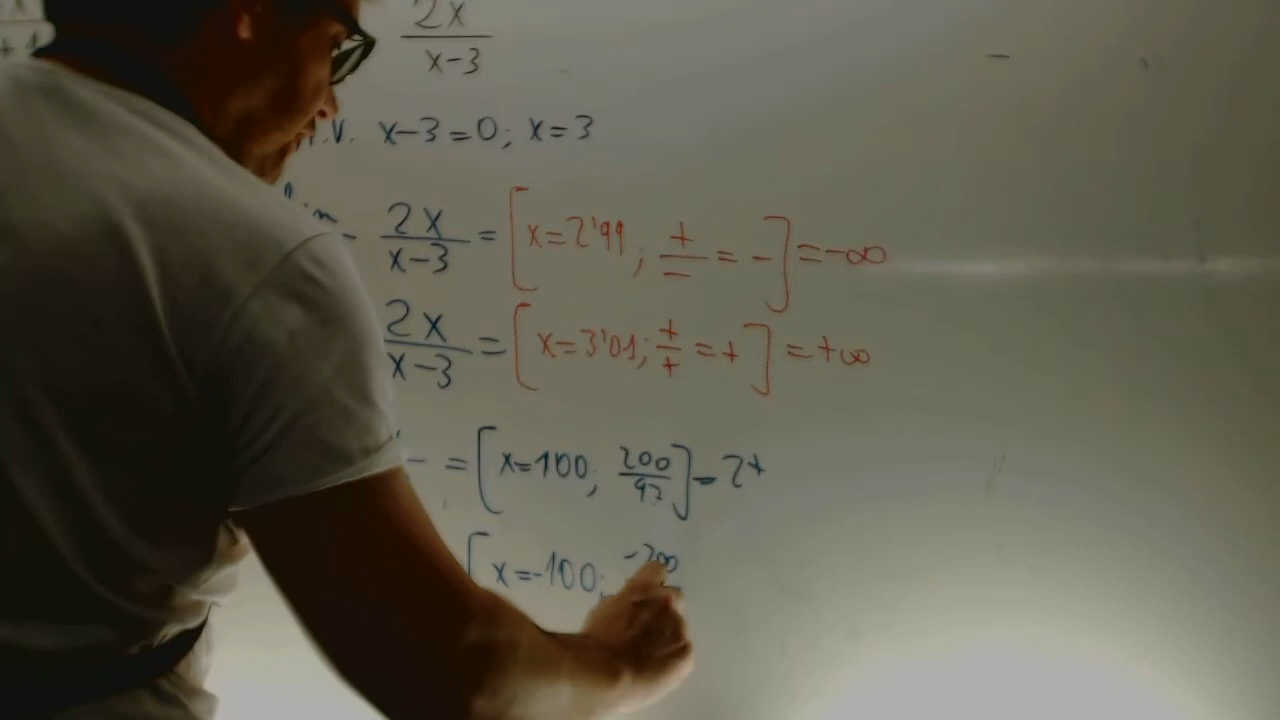 2x
x-3
A.V. x-3=0; x=3
lim 2x/x-3 = [x=2'99; +/- = -] = -∞
2x/x-3 = [x=3'01; +/+ = +] = +∞
= [x=100, 200/97] = 2+
[x=-100; -200